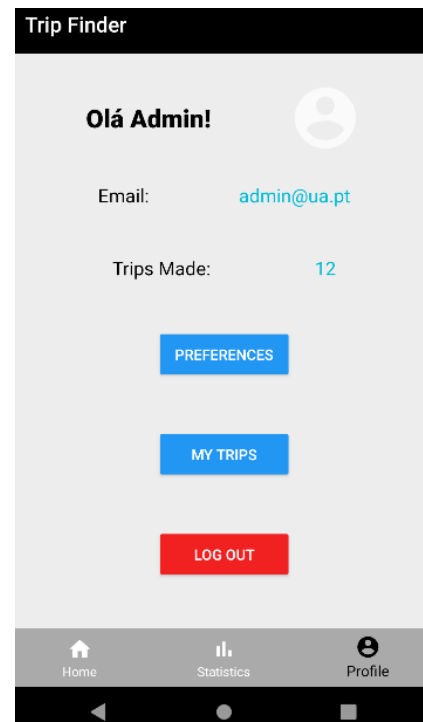 Trip Finder
Olá Admin!
Email: admin@ua.pt
Trips Made: 12
PREFERENCES
MY TRIPS
LOG OUT
Home Statistics Profile